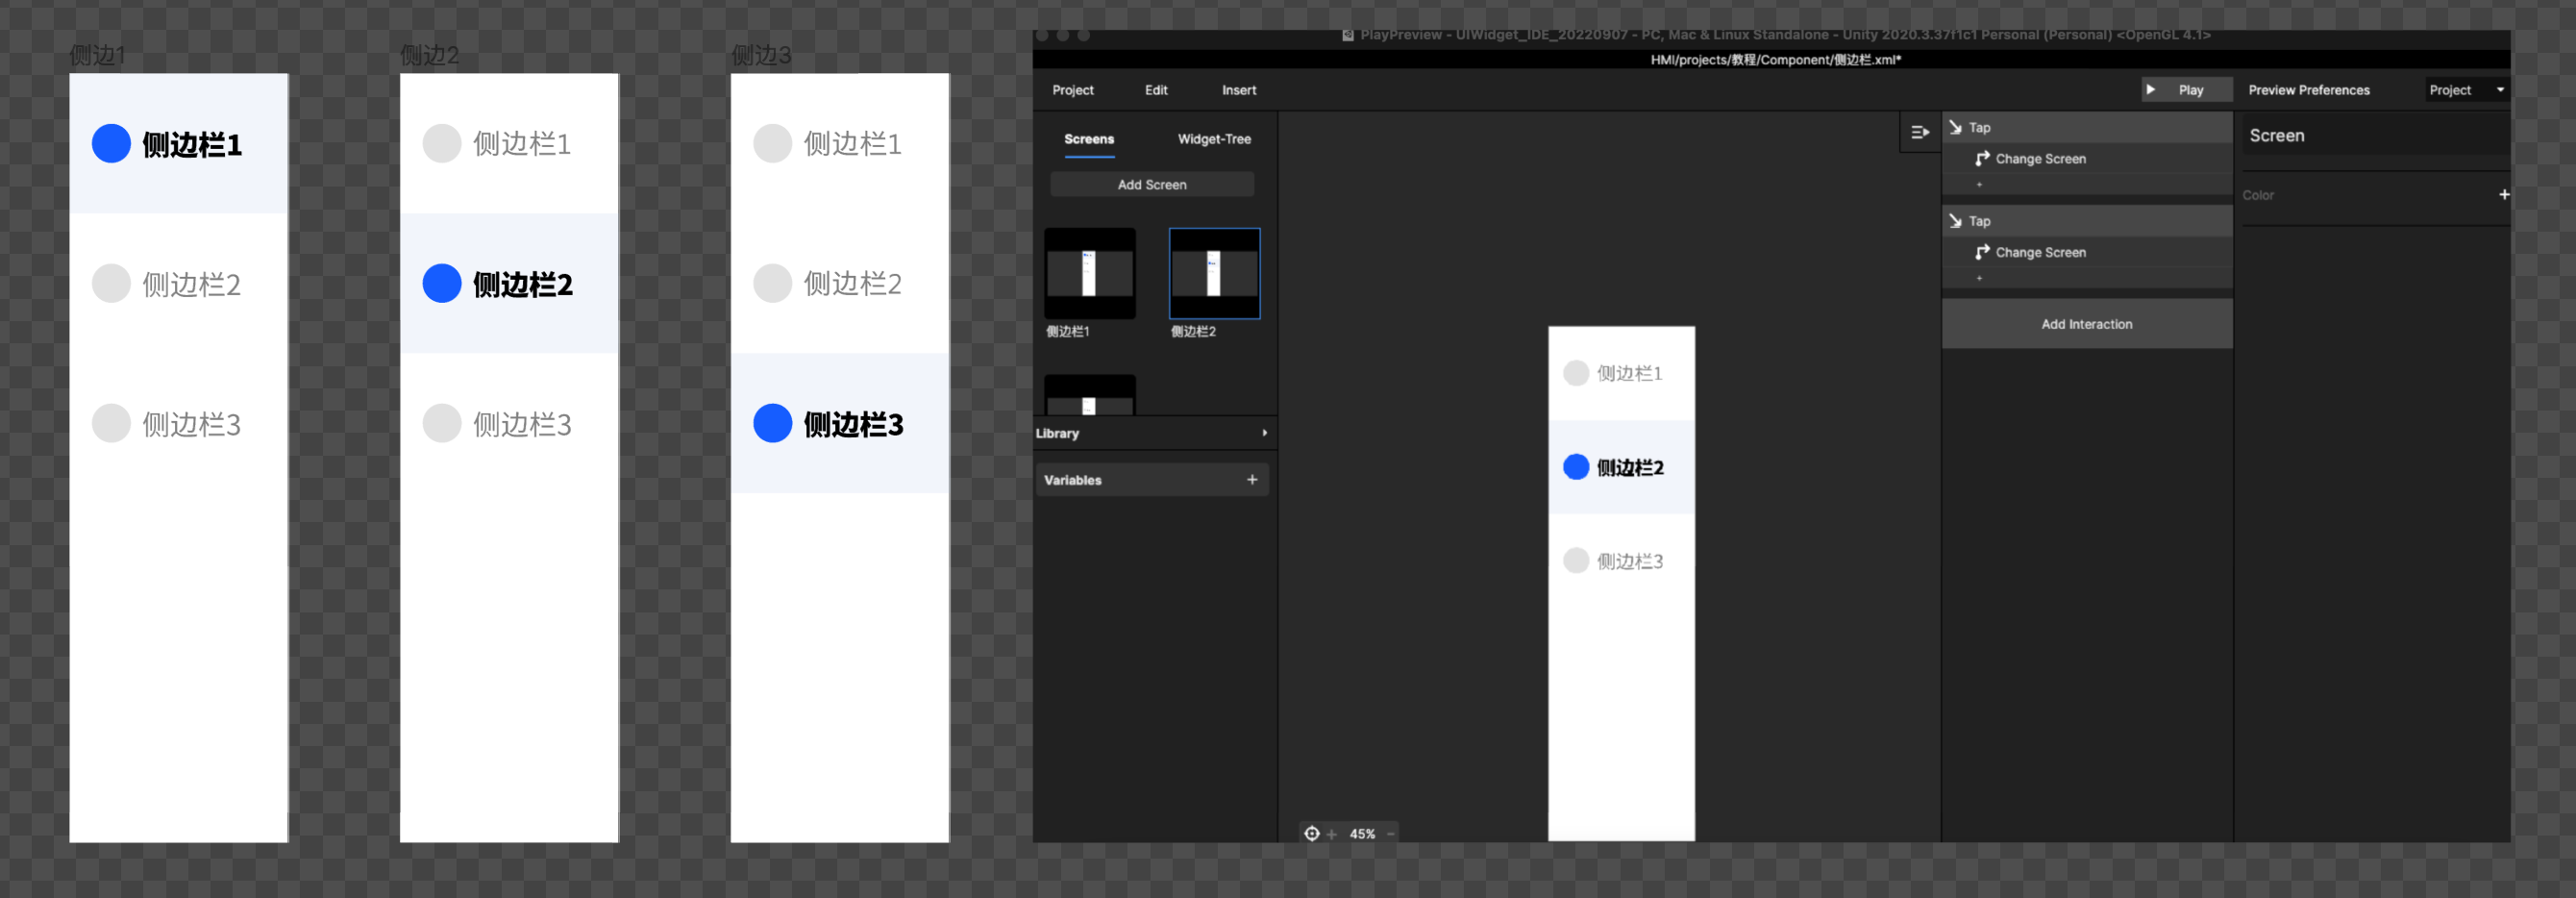 侧边1
侧边栏1
侧边栏2
侧边栏3
侧边2
侧边栏1
侧边栏2
侧边栏3
侧边3
侧边栏1
侧边栏2
侧边栏3
PlayPreview - UIWidget_IDE_20220907 - PC, Mac & Linux Standalone - Unity 2020.3.37f1c1 Personal (Personal) <OpenGL 4.1>
HMI/projects/教程/Component/侧边栏.xml*
Project Edit Insert
Play
Preview Preferences
Project
Screens Widget-Tree
Add Screen
侧边栏1
侧边栏2
Library
Variables +
侧边栏1
侧边栏2
侧边栏3
+ 45% -
Tap
Change Screen
+
Tap
Change Screen
+
Add Interaction
Screen
Color +